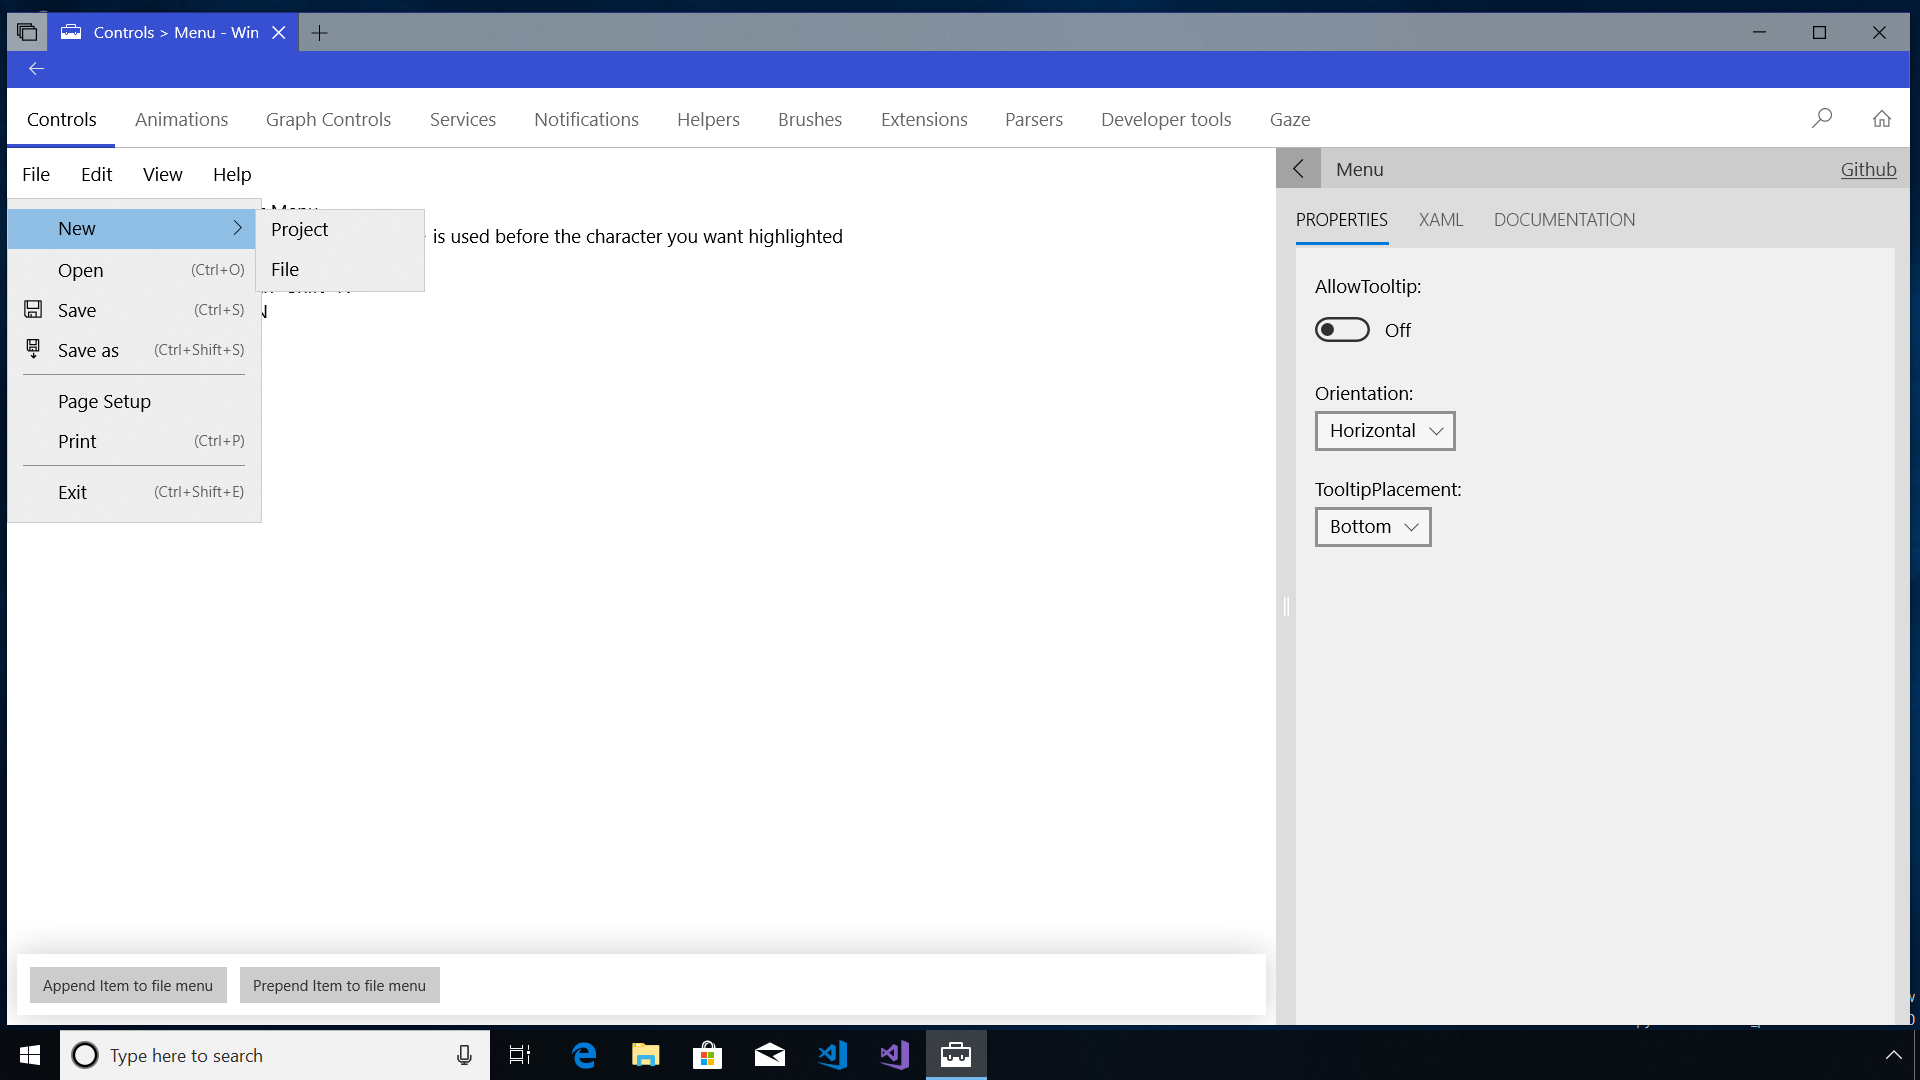 Controls > Menu - Win
Controls Animations Graph Controls Services Notifications Helpers Brushes Extensions Parsers Developer tools Gaze
File Edit View Help
New
Open (Ctrl+O)
Save (Ctrl+S)
Save as (Ctrl+Shift+S)
Page Setup
Print (Ctrl+P)
Exit (Ctrl+Shift+E)
Project
File
is used before the character you want highlighted
N
Append Item to file menu
Prepend Item to file menu
Menu
Github
PROPERTIES XAML DOCUMENTATION
AllowTooltip:
Off
Orientation:
Horizontal
TooltipPlacement:
Bottom
Type here to search